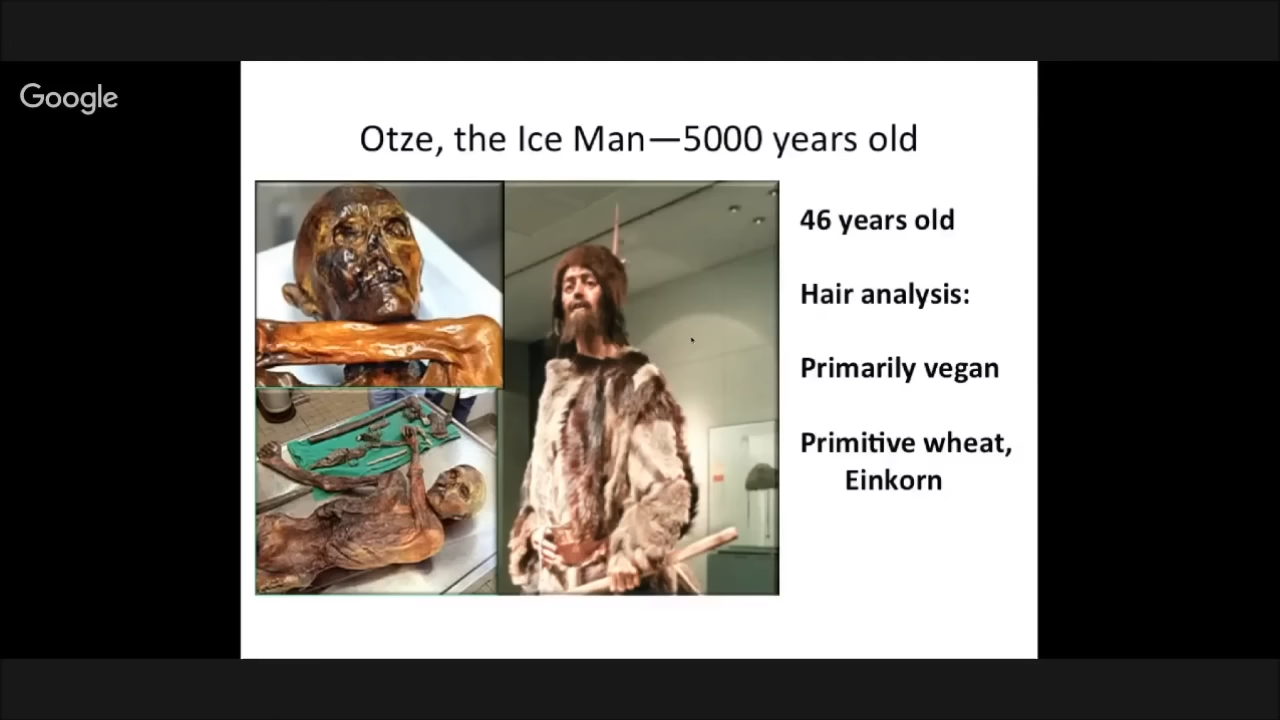 Google
Otze, the Ice Man—5000 years old
46 years old
Hair analysis:
Primarily vegan
Primitive wheat,
Einkorn